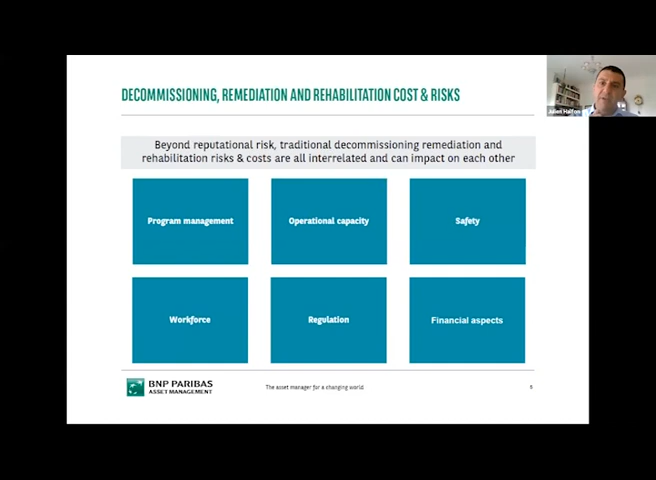 DECOMMISSIONING, REMEDIATION AND REHABILITATION COST & RISKS
Julien Halfon
Beyond reputational risk, traditional decommissioning remediation and
rehabilitation risks & costs are all interrelated and can impact on each other
Program management
Operational capacity
Safety
Workforce
Regulation
Financial aspects
BNP PARIBAS
ASSET MANAGEMENT
The asset manager for a changing world